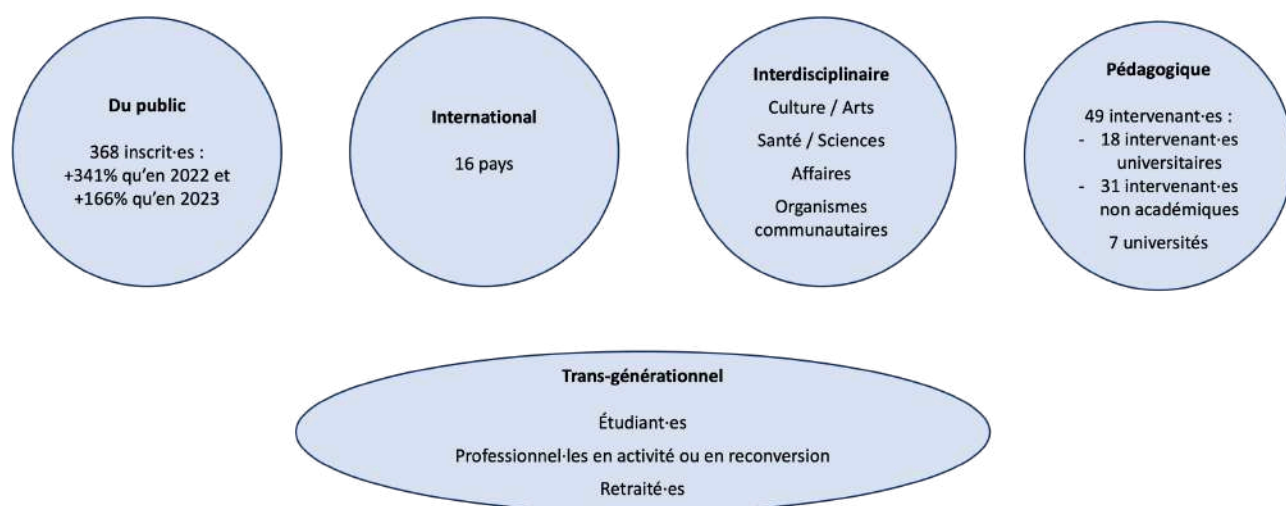 Du public
368 inscrit·es :
+341% qu'en 2022 et
+166% qu'en 2023
International
16 pays
Interdisciplinaire
Culture / Arts
Santé / Sciences
Affaires
Organismes
communautaires
Pédagogique
49 intervenant·es :
- 18 intervenant·es
universitaires
- 31 intervenant·es
non académiques
7 universités
Trans-générationnel
Étudiant·es
Professionnel·les en activité ou en reconversion
Retraité·es